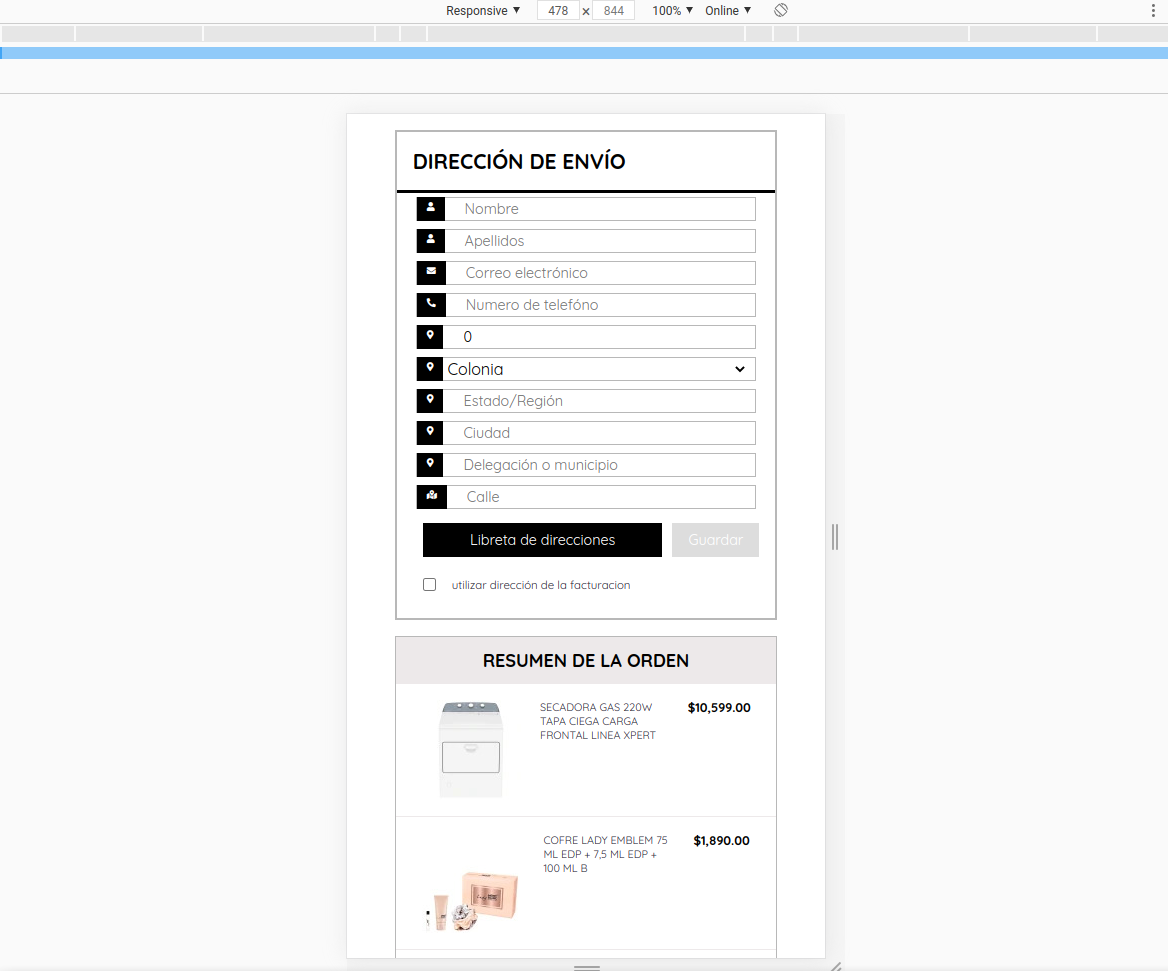 Responsive ▼ 478 x 844 100% ▼ Online ▼
DIRECCIÓN DE ENVÍO
Nombre
Apellidos
Correo electrónico
Numero de telefóno
0
Colonia
Estado/Región
Ciudad
Delegación o municipio
Calle
Libreta de direcciones Guardar
utilizar dirección de la facturacion
RESUMEN DE LA ORDEN
SECADORA GAS 220W $10,599.00
TAPA CIEGA CARGA
FRONTAL LINEA XPERT
COFRE LADY EMBLEM 75 $1,890.00
ML EDP + 7,5 ML EDP +
100 ML B